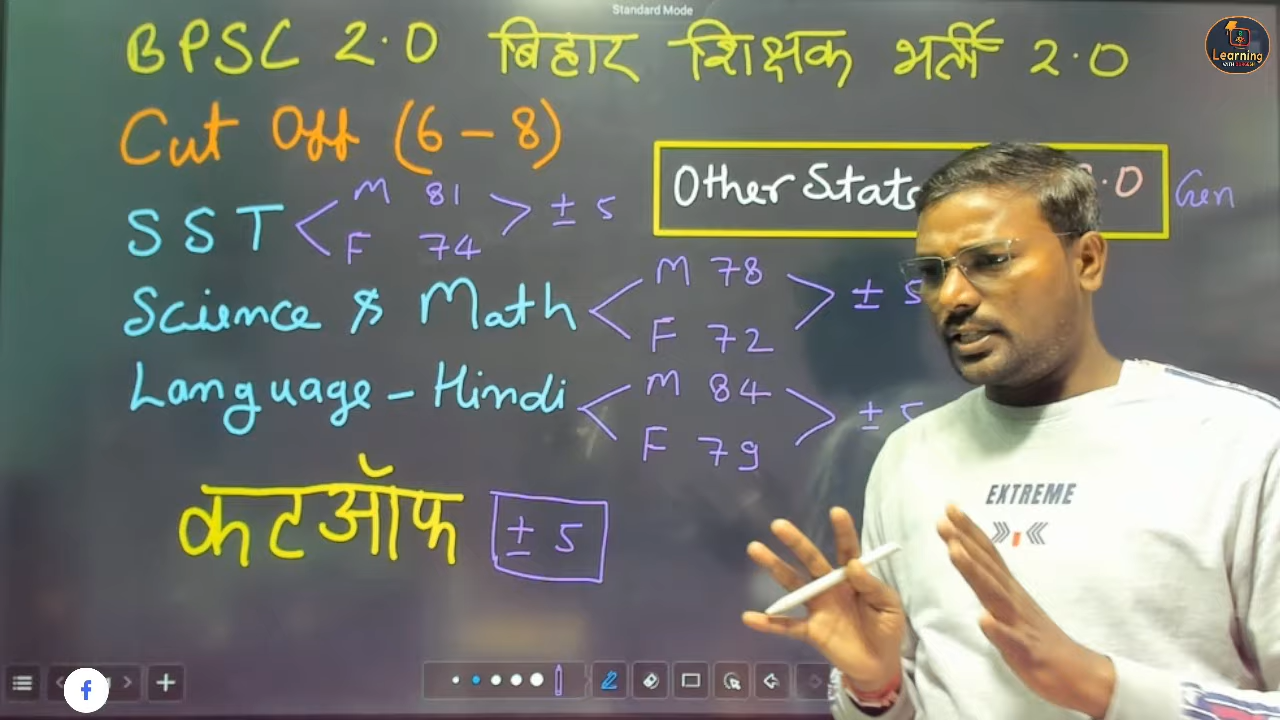 Standard Mode
BPSC 2.0 बिहार शिक्षक भर्ती 2.0
Learning
Cut Off (6-8)
Other State
.0 Gen
SST < M 81 > ± 5
F 74
Science & Math < M 78 > ± 5
F 72
Language - Hindi < M 84 > ± 5
F 79
कटऑफ ± 5
EXTREME
f